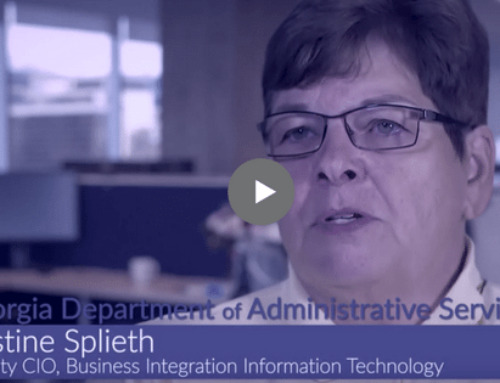 orgia Department of Administrative Servi
stine Splieth
ty CIO, Business Integration Information Technology